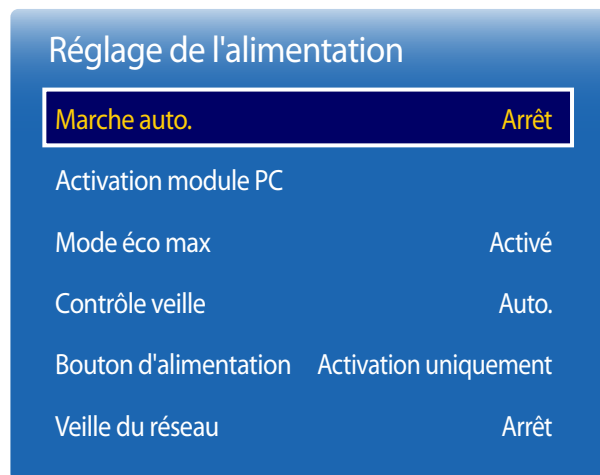 Réglage de l'alimentation
Marche auto. Arrêt
Activation module PC
Mode éco max Activé
Contrôle veille Auto.
Bouton d'alimentation Activation uniquement
Veille du réseau Arrêt